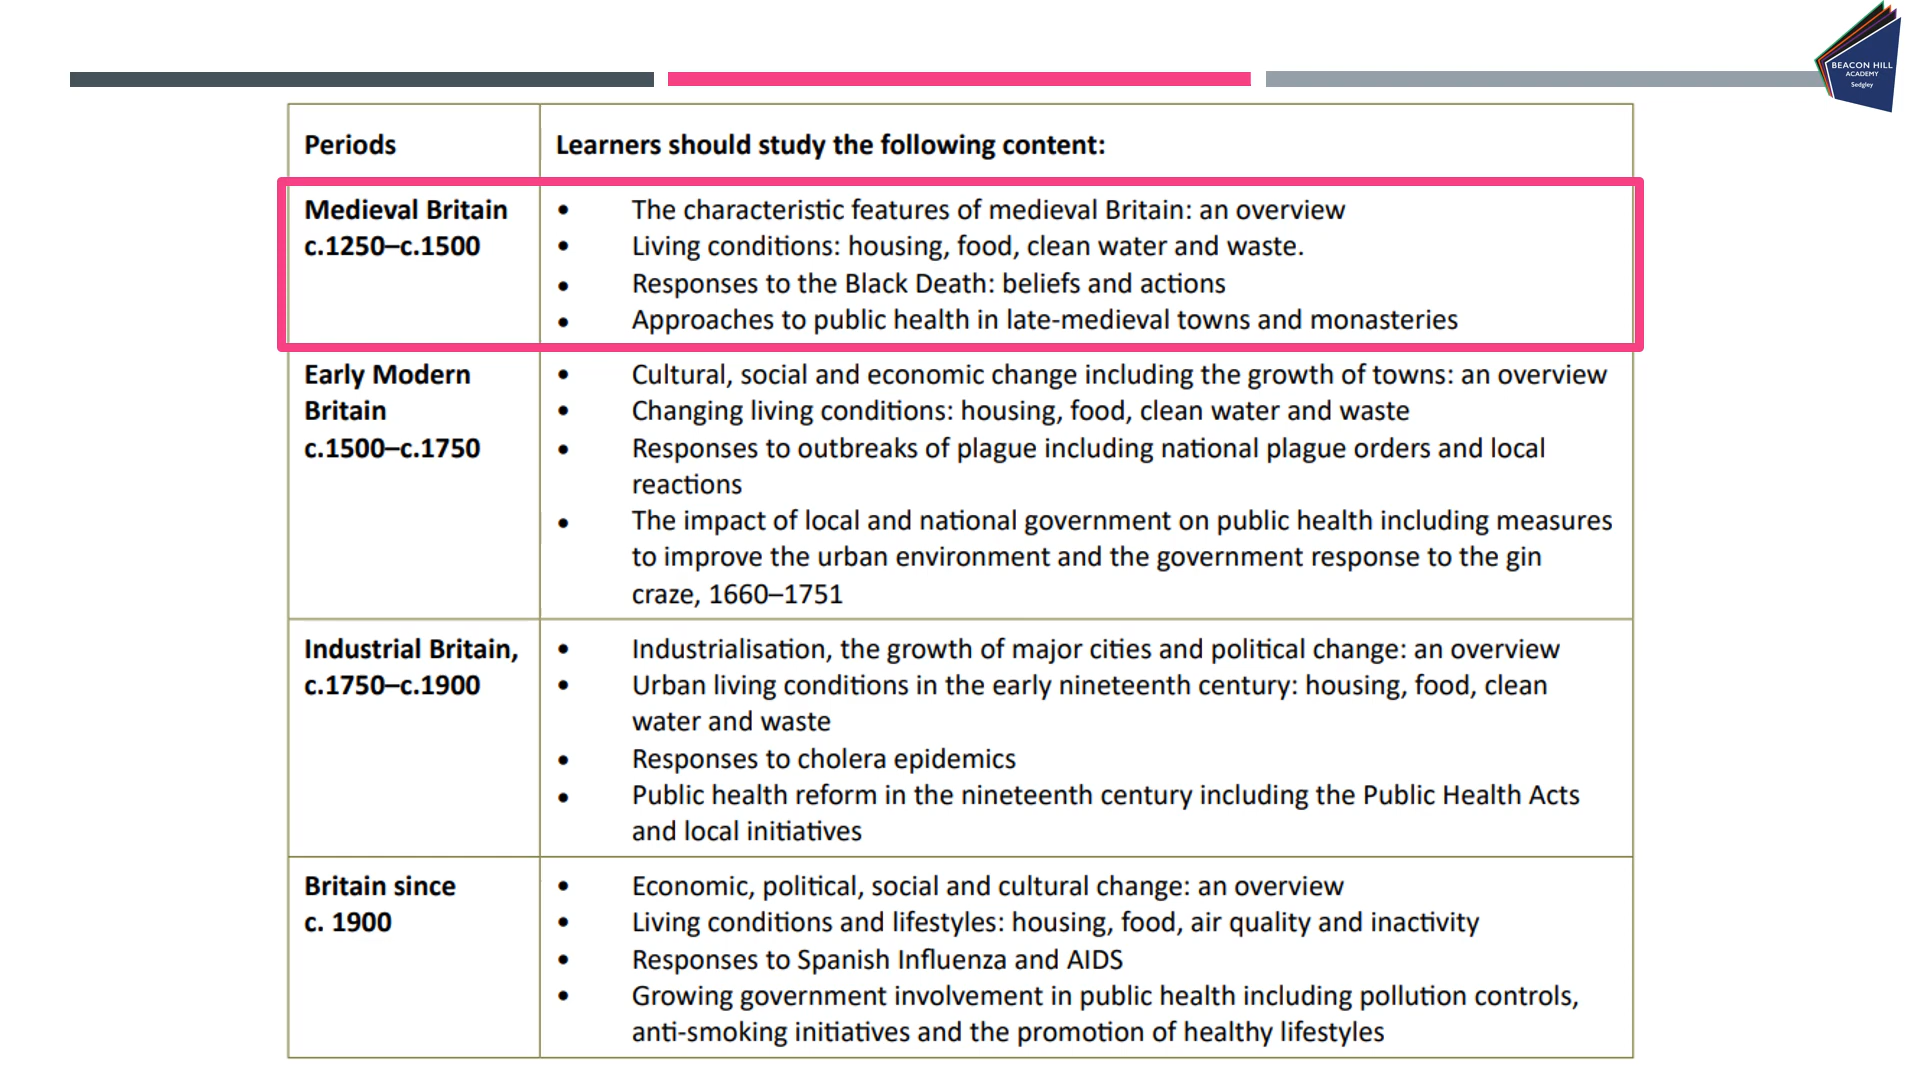 BEACON HILL
ACADEMY
Sedgley
Periods
Learners should study the following content:
Medieval Britain
c.1250–c.1500
• The characteristic features of medieval Britain: an overview
• Living conditions: housing, food, clean water and waste.
• Responses to the Black Death: beliefs and actions
• Approaches to public health in late-medieval towns and monasteries
Early Modern
Britain
c.1500–c.1750
• Cultural, social and economic change including the growth of towns: an overview
• Changing living conditions: housing, food, clean water and waste
• Responses to outbreaks of plague including national plague orders and local
reactions
• The impact of local and national government on public health including measures
to improve the urban environment and the government response to the gin
craze, 1660–1751
Industrial Britain,
c.1750–c.1900
• Industrialisation, the growth of major cities and political change: an overview
• Urban living conditions in the early nineteenth century: housing, food, clean
water and waste
• Responses to cholera epidemics
• Public health reform in the nineteenth century including the Public Health Acts
and local initiatives
Britain since
c. 1900
• Economic, political, social and cultural change: an overview
• Living conditions and lifestyles: housing, food, air quality and inactivity
• Responses to Spanish Influenza and AIDS
• Growing government involvement in public health including pollution controls,
anti-smoking initiatives and the promotion of healthy lifestyles